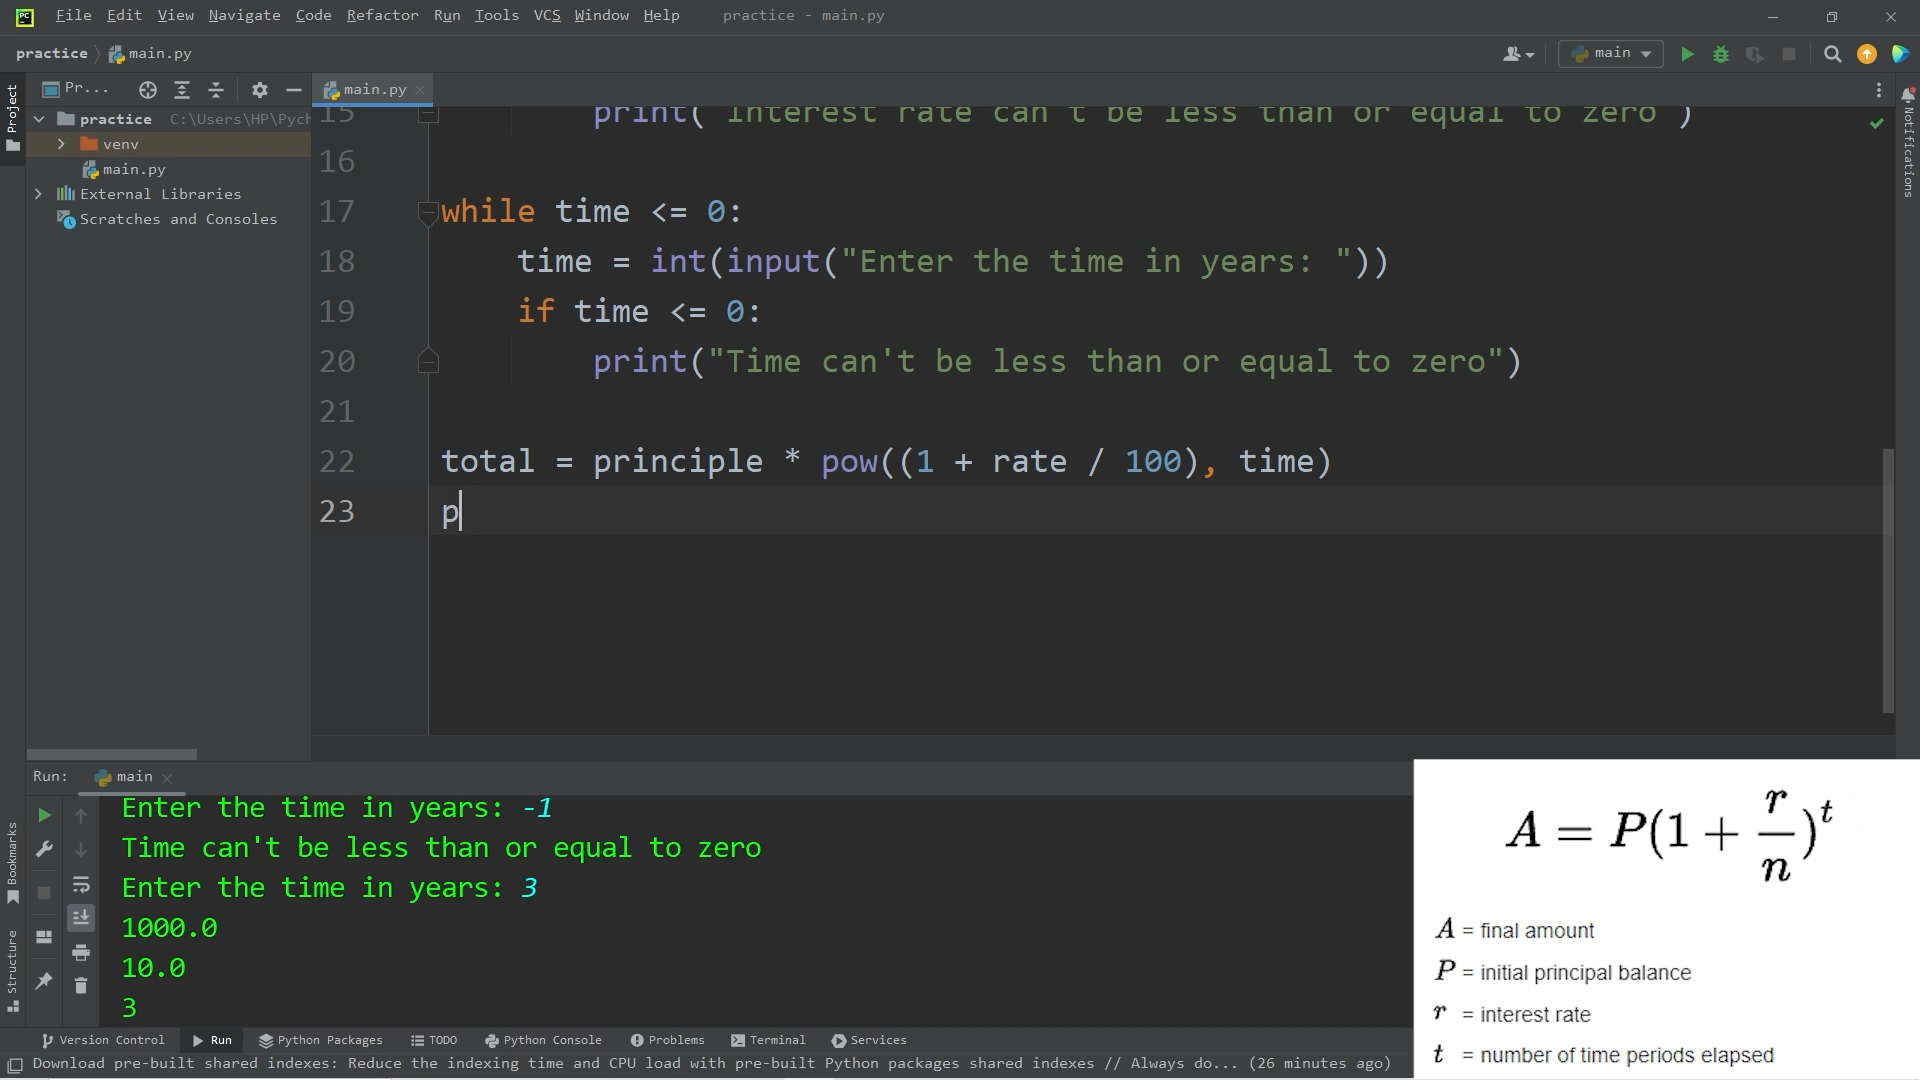 File Edit View Navigate Code Refactor Run Tools VCS Window Help practice - main.py
practice main.py main
Pr... main.py
Project
practice C:\Users\HP\Pych
venv
main.py
External Libraries
Scratches and Consoles
Notifications
15 print("Interest rate can't be less than or equal to zero")
16
17 while time <= 0:
18 time = int(input("Enter the time in years: "))
19 if time <= 0:
20 print("Time can't be less than or equal to zero")
21
22 total = principle * pow((1 + rate / 100), time)
23 p
Run: main
Enter the time in years: -1
Time can't be less than or equal to zero
Enter the time in years: 3
1000.0
10.0
3
Bookmarks
Structure
A = P(1 + r/n)^t
A = final amount
P = initial principal balance
r = interest rate
t = number of time periods elapsed
Version Control Run Python Packages TODO Python Console Problems Terminal Services
Download pre-built shared indexes: Reduce the indexing time and CPU load with pre-built Python packages shared indexes // Always do... (26 minutes ago)